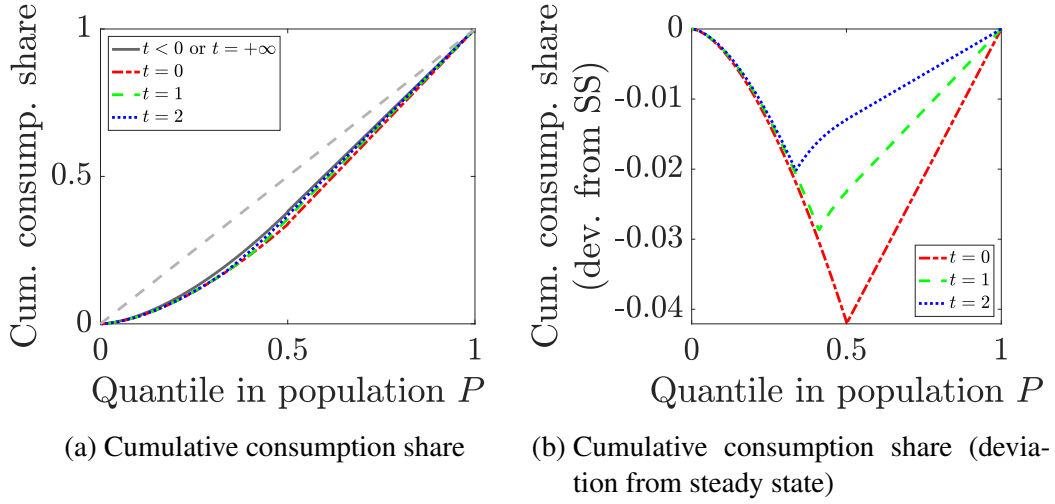 Cum. consump. share
1
0.5
0
t < 0 or t = +∞
t = 0
t = 1
t = 2
0
0.5
1
Quantile in population P
(a) Cumulative consumption share
Cum. consump. share
(dev. from SS)
0
-0.01
-0.02
-0.03
-0.04
t = 0
t = 1
t = 2
0
0.5
1
Quantile in population P
(b) Cumulative consumption share (devia-
tion from steady state)